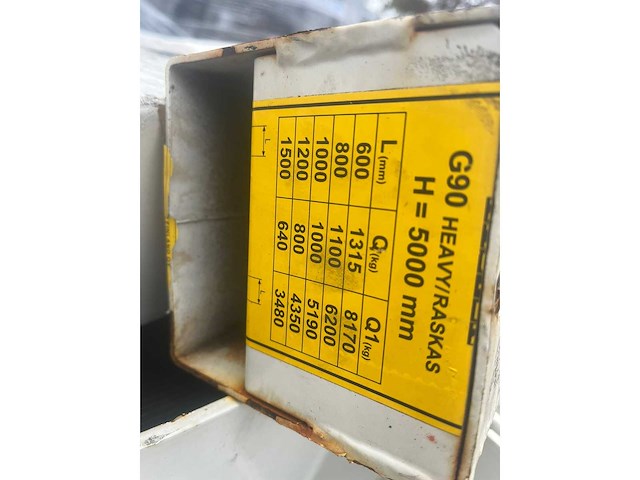 G90 HEAVY/RASKAS
H = 5000 mm
L (mm) Q (kg) Q1 (kg)
600 1315 8170
800 1100 6200
1000 1000 5190
1200 800 4350
1500 640 3480
L
L